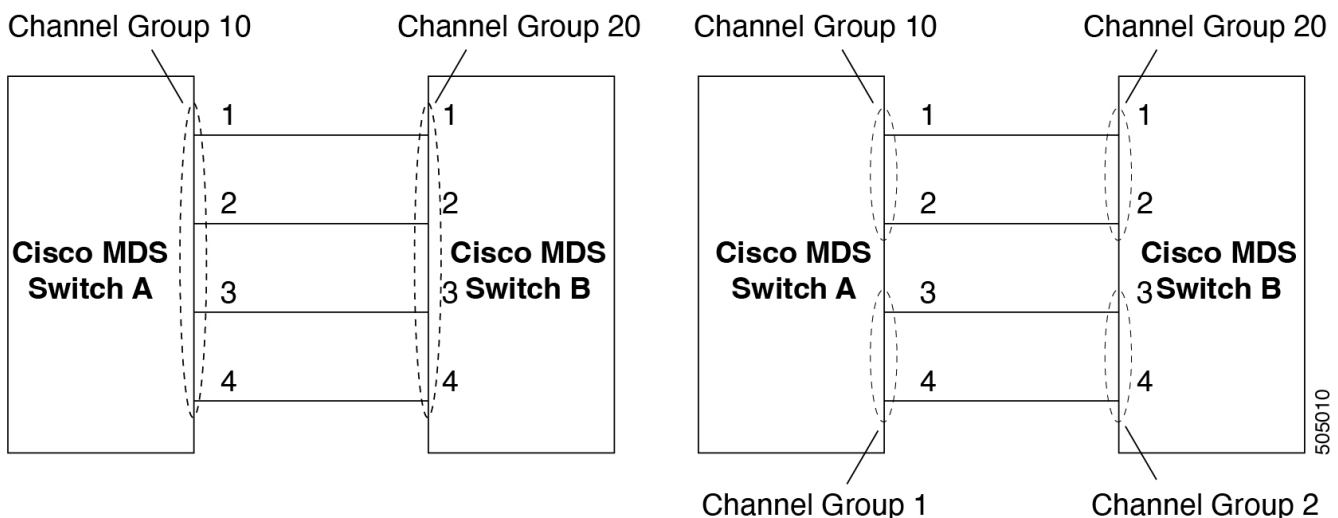 Channel Group 10
Channel Group 20
1
1
2
2
Cisco MDS
Switch A
Cisco MDS
Switch B
3
3
4
4
Channel Group 10
Channel Group 20
1
1
2
2
Cisco MDS
Switch A
Cisco MDS
Switch B
3
3
4
4
Channel Group 1
Channel Group 2
505010